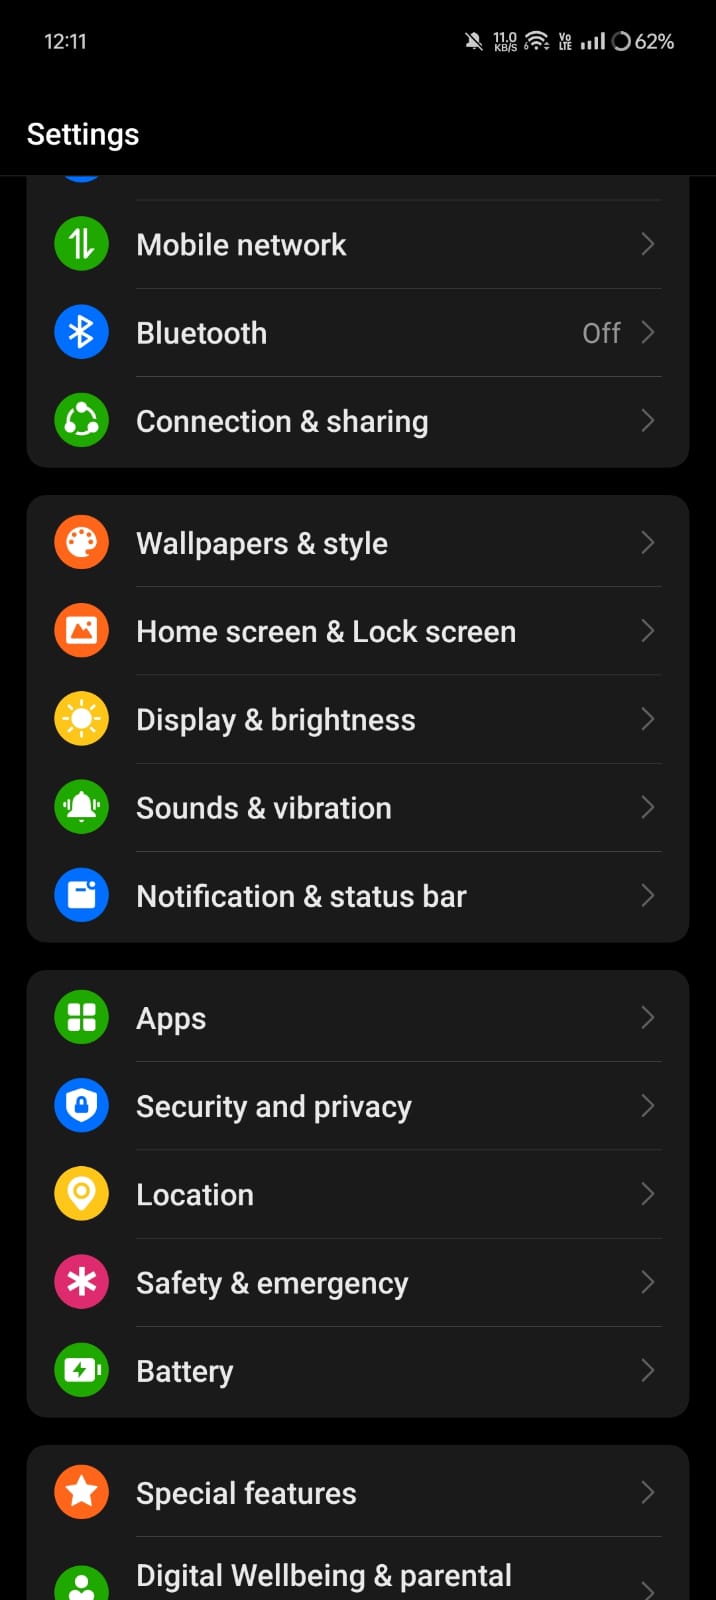 12:11 11.0 KB/S 6 Vo LTE 62%
Settings
Mobile network
Bluetooth Off
Connection & sharing
Wallpapers & style
Home screen & Lock screen
Display & brightness
Sounds & vibration
Notification & status bar
Apps
Security and privacy
Location
Safety & emergency
Battery
Special features
Digital Wellbeing & parental